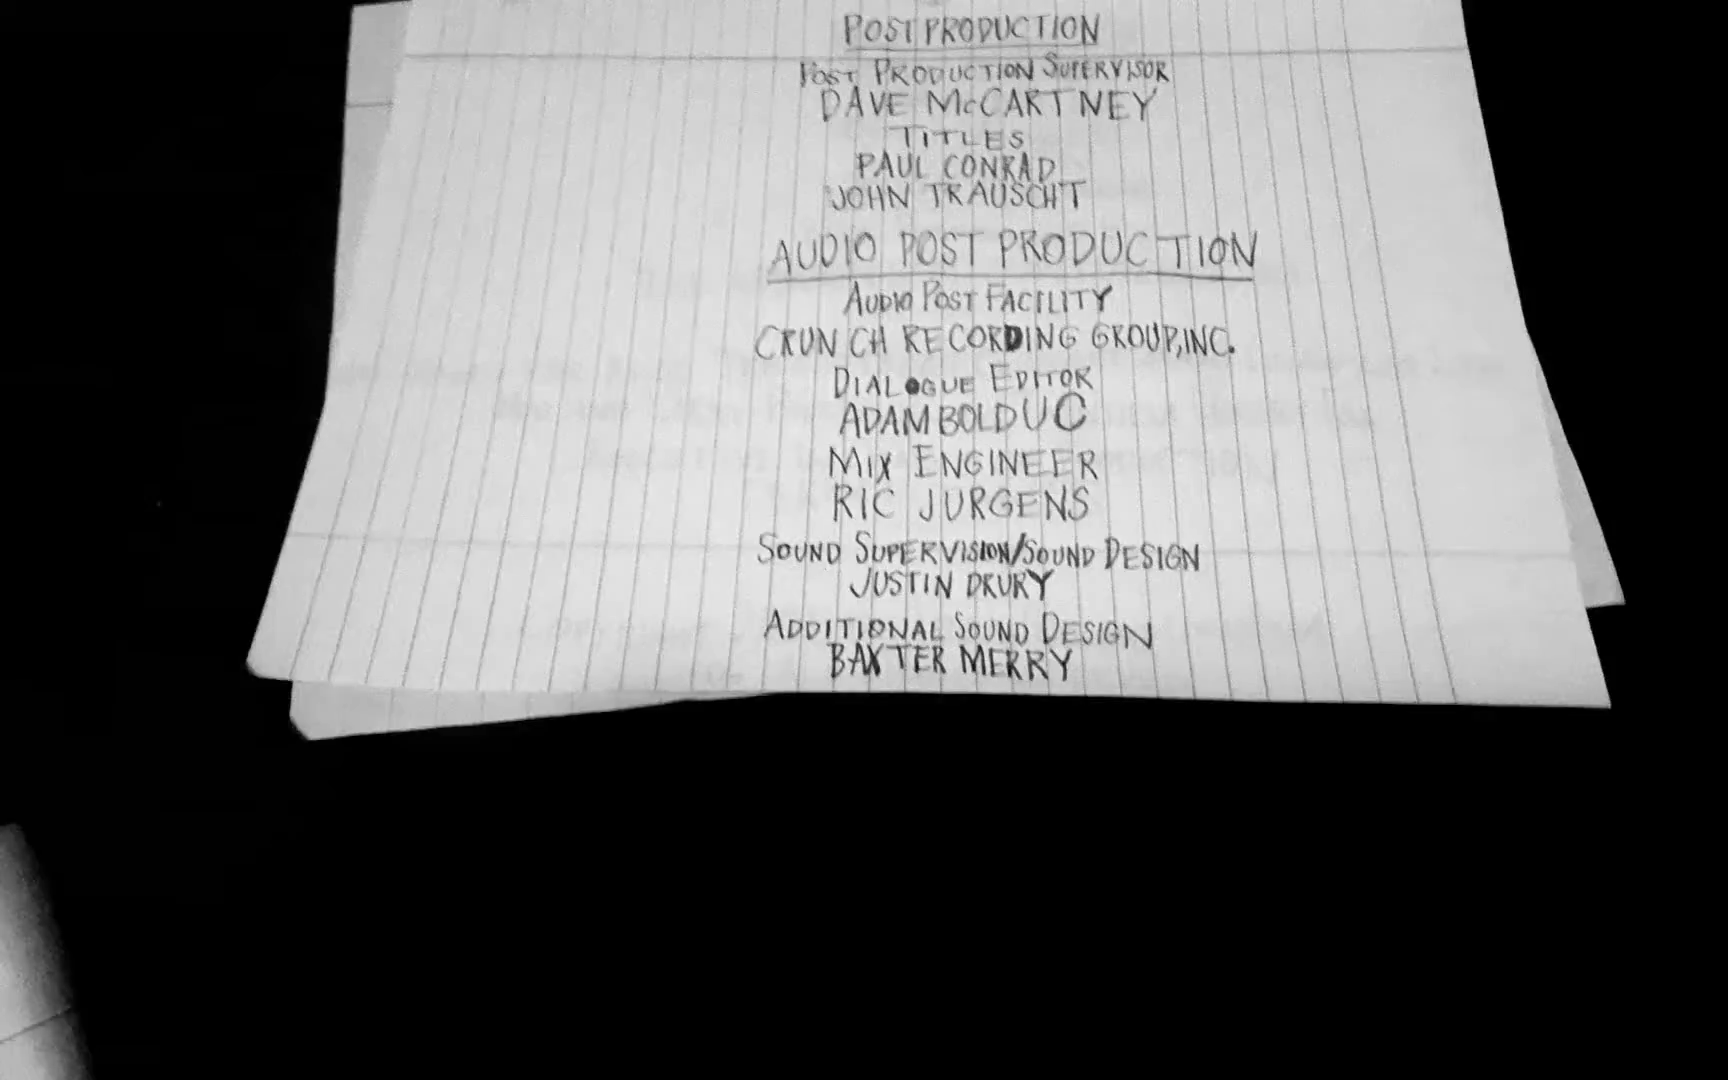 POST PRODUCTION
POST PRODUCTION SUPERVISOR
DAVE McCARTNEY
TITLES
PAUL CONRAD
JOHN TRAUSCHT
AUDIO POST PRODUCTION
AUDIO POST FACILITY
CRUNCH RECORDING GROUP, INC.
DIALOGUE EDITOR
ADAM BOLDUC
MIX ENGINEER
RIC JURGENS
SOUND SUPERVISION/SOUND DESIGN
JUSTIN DRURY
ADDITIONAL SOUND DESIGN
BAXTER MERRY